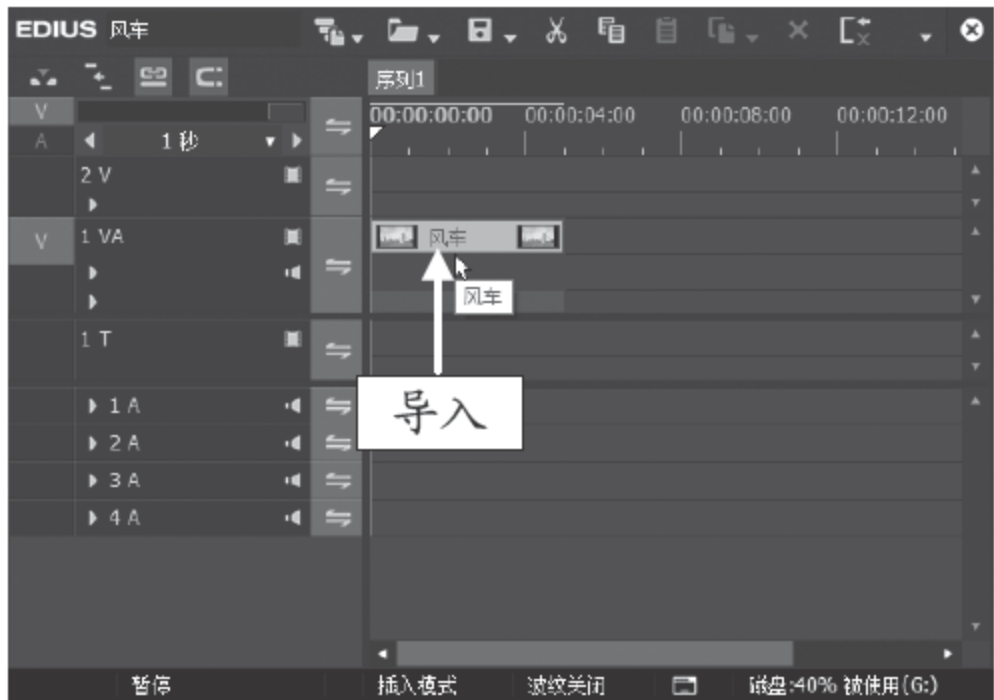 EDIUS 风车
序列1
V
A
1 秒
00:00:00:00 00:00:04:00 00:00:08:00 00:00:12:00
2 V
V
1 VA
风车
风车
1 T
导入
1 A
2 A
3 A
4 A
暂停 插入模式 波纹关闭 磁盘:40% 被使用(G:)